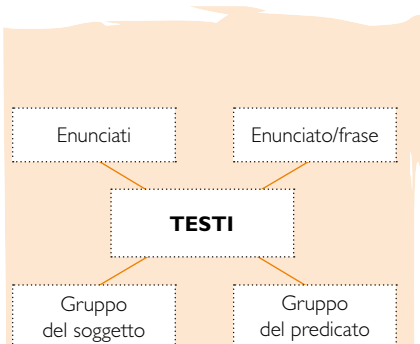 Enunciati
Enunciato/frase
TESTI
Gruppo
del soggetto
Gruppo
del predicato